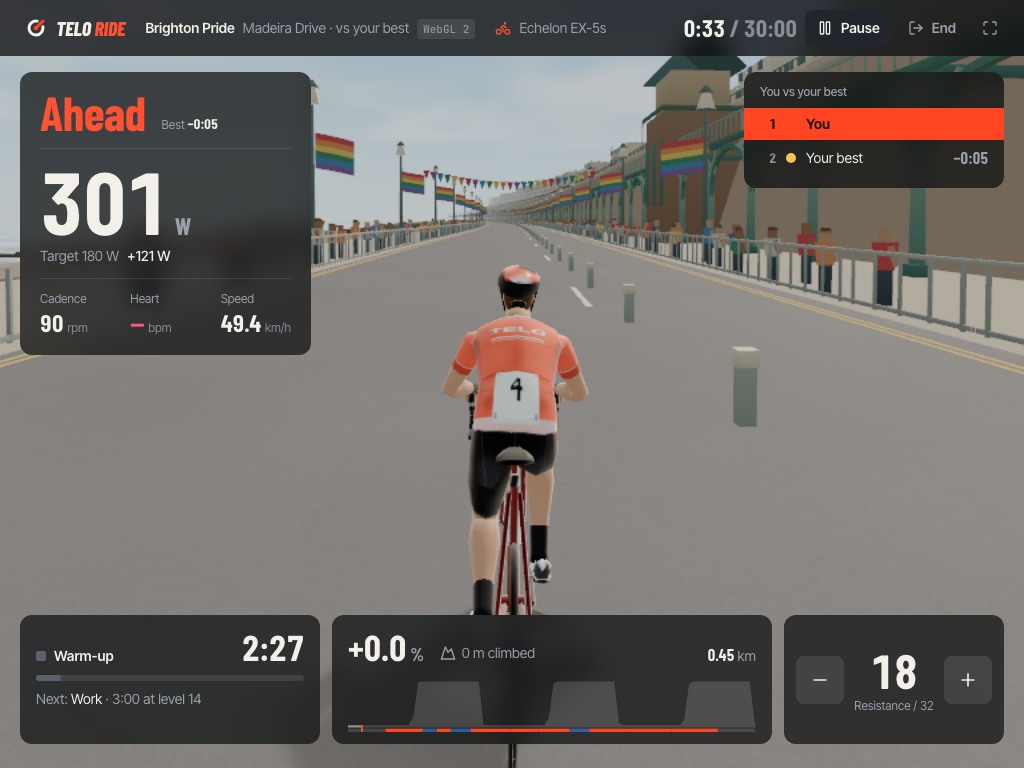 TELO RIDE Brighton Pride Madeira Drive · vs your best WebGL 2 Echelon EX-5s 0:33 / 30:00 Pause End
Ahead Best −0:05
301 W
Target 180 W +121 W
Cadence Heart Speed
90 rpm — bpm 49.4 km/h
You vs your best
1 You
2 Your best −0:05
TELO
4
Warm-up 2:27
Next: Work · 3:00 at level 14
+0.0 % 0 m climbed 0.45 km
− 18 +
Resistance / 32